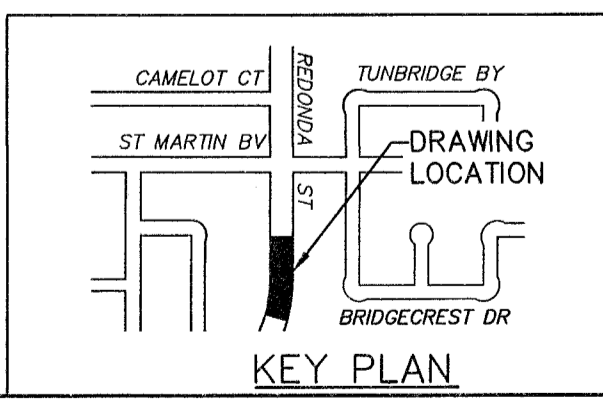 CAMELOT CT
REDONDA ST
TUNBRIDGE BY
ST MARTIN BV
DRAWING
LOCATION
BRIDGECREST DR
KEY PLAN